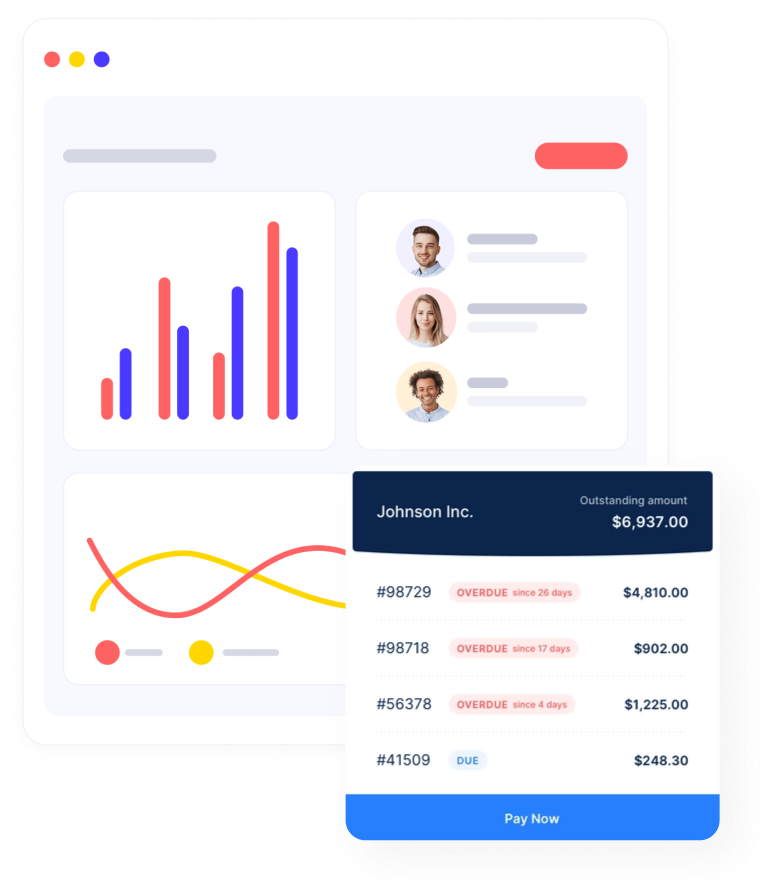 Johnson Inc.
Outstanding amount
$6,937.00
#98729 OVERDUE since 26 days $4,810.00
#98718 OVERDUE since 17 days $902.00
#56378 OVERDUE since 4 days $1,225.00
#41509 DUE $248.30
Pay Now